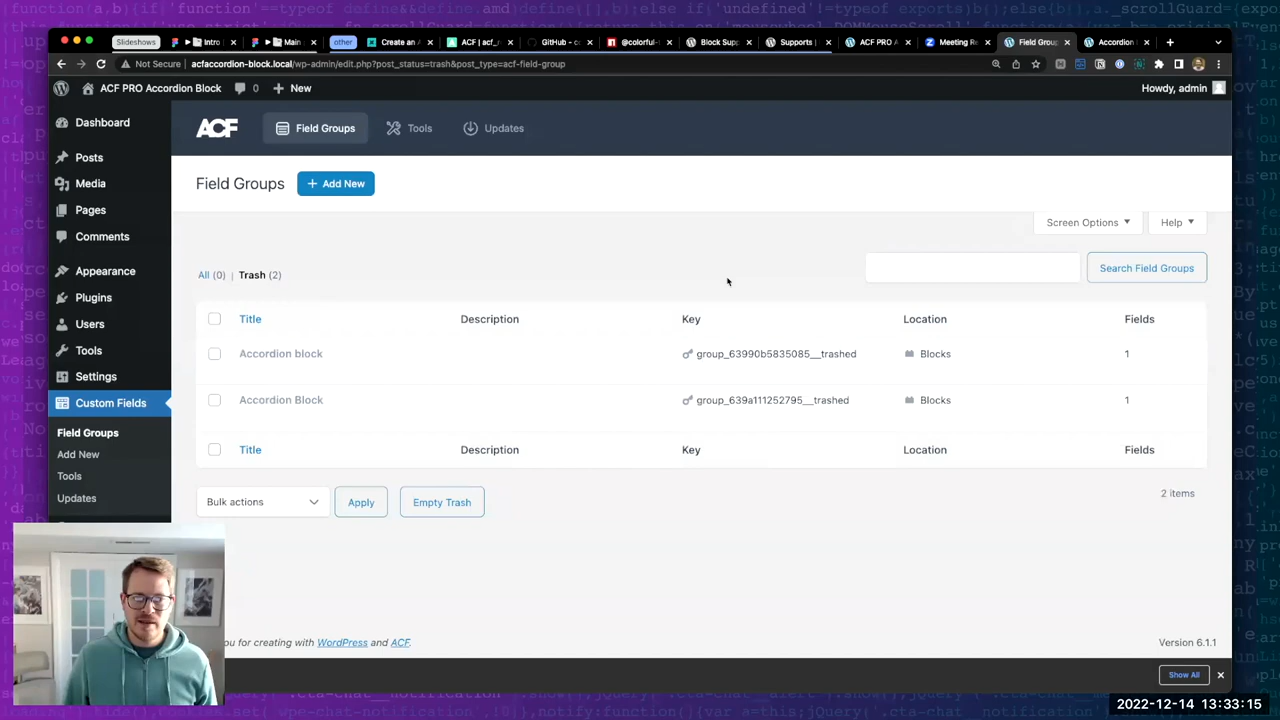 Slideshows
Intro
Main
other
Create an A
ACF | acf_r
GitHub - c
@colorful-t
Block Supp
Supports |
ACF PRO A
Meeting Re
Field Group
Accordion
Not Secure | acfaccordion-block.local/wp-admin/edit.php?post_status=trash&post_type=acf-field-group
ACF PRO Accordion Block
0
+ New
Howdy, admin
Dashboard
Posts
Media
Pages
Comments
Appearance
Plugins
Users
Tools
Settings
Custom Fields
Field Groups
Add New
Tools
Updates
ACF
Field Groups
Tools
Updates
Field Groups
+ Add New
Screen Options
Help
All (0) | Trash (2)
Search Field Groups
Title Description Key Location Fields
Accordion block group_63990b5835085__trashed Blocks 1
Accordion Block group_639a111252795__trashed Blocks 1
Title Description Key Location Fields
Bulk actions
Apply
Empty Trash
2 items
ou for creating with WordPress and ACF.
Version 6.1.1
Show All
2022-12-14 13:33:15